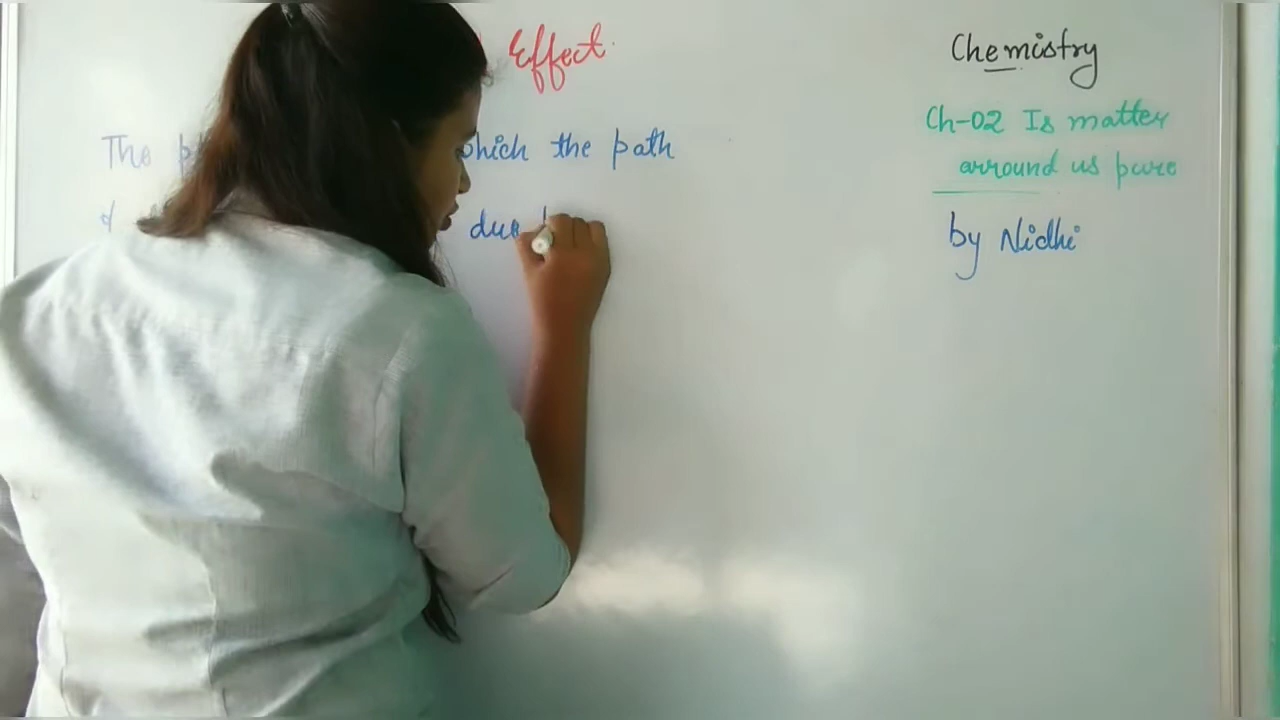 Effect
Chemistry
Ch-02 Is matter
arround us pure
by Nidhi
The which the path
due